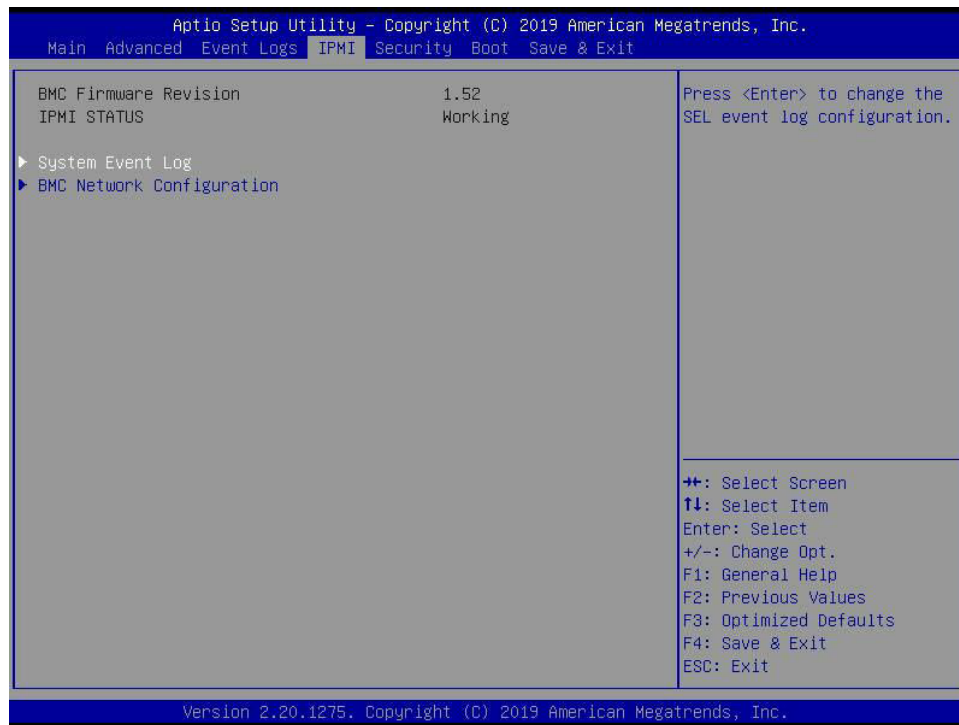 Aptio Setup Utility – Copyright (C) 2019 American Megatrends, Inc.
Main Advanced Event Logs IPMI Security Boot Save & Exit
BMC Firmware Revision 1.52
IPMI STATUS Working
System Event Log
BMC Network Configuration
Press <Enter> to change the
SEL event log configuration.
→←: Select Screen
↑↓: Select Item
Enter: Select
+/-: Change Opt.
F1: General Help
F2: Previous Values
F3: Optimized Defaults
F4: Save & Exit
ESC: Exit
Version 2.20.1275. Copyright (C) 2019 American Megatrends, Inc.